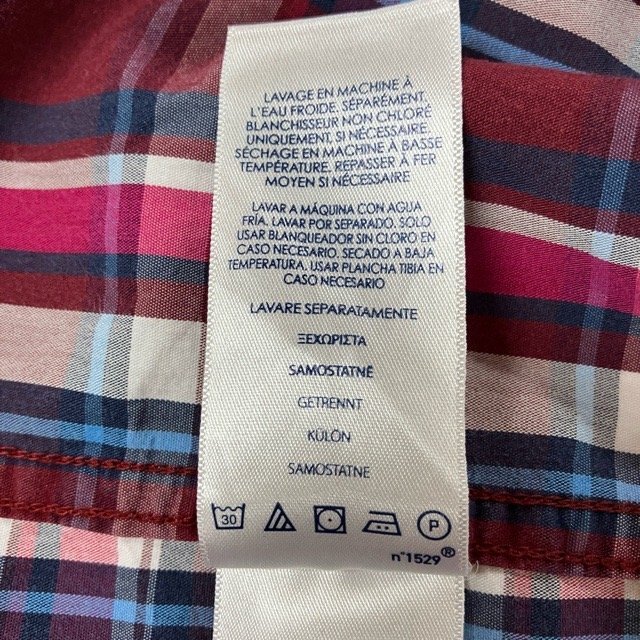 LAVAGE EN MACHINE À
L'EAU FROIDE. SÉPARÉMENT.
BLANCHISSEUR NON CHLORÉ
UNIQUEMENT, SI NÉCESSAIRE.
SÉCHAGE EN MACHINE À BASSE
TEMPÉRATURE. REPASSER À FER
MOYEN SI NÉCESSAIRE
LAVAR A MÁQUINA CON AGUA
FRÍA. LAVAR POR SEPARADO. SOLO
USAR BLANQUEADOR SIN CLORO EN
CASO NECESARIO. SECADO A BAJA
TEMPERATURA. USAR PLANCHA TIBIA EN
CASO NECESARIO
LAVARE SEPARATAMENTE
ΞΕΧΩΡΙΣΤΑ
SAMOSTATNĚ
GETRENNT
KÜLÖN
SAMOSTATNE
30 P
n°1529®